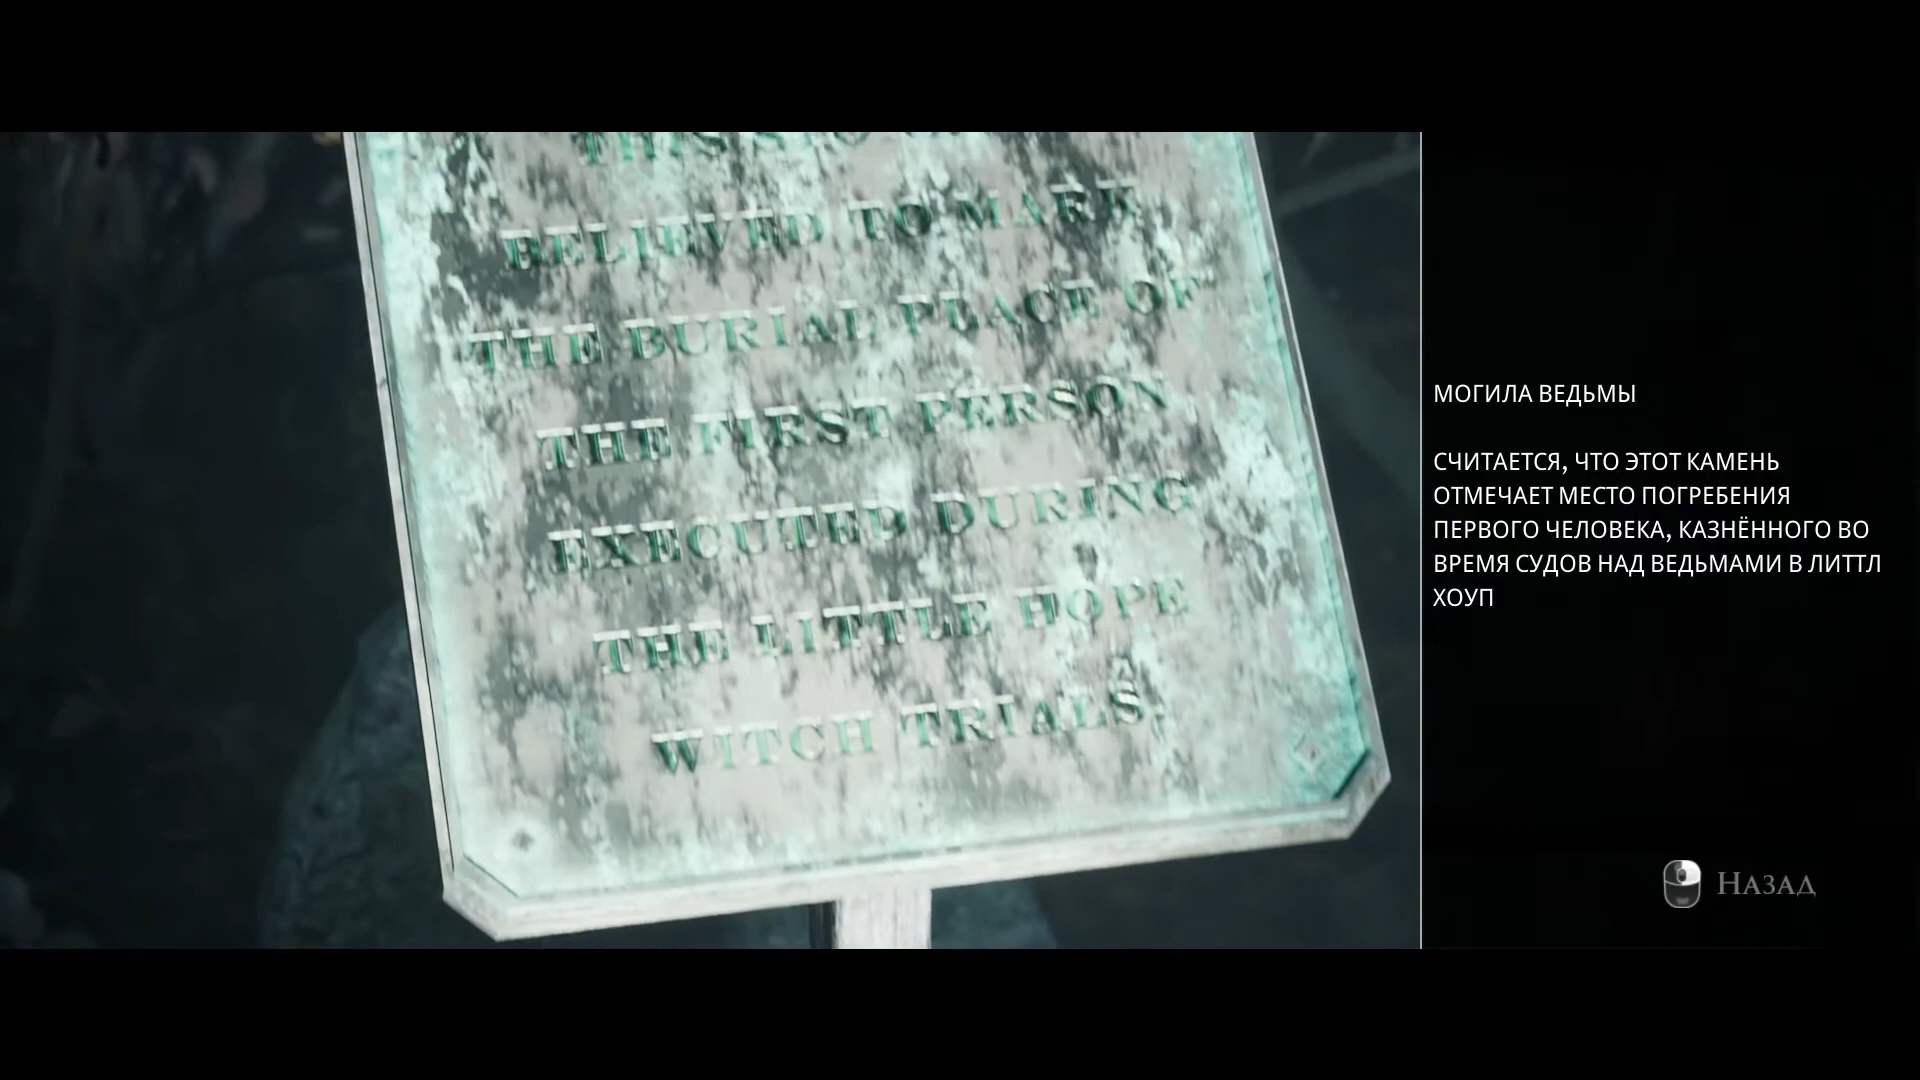 THIS
BELIEVED TO MARK
THE BURIAL PLACE OF
THE FIRST PERSON
EXECUTED DURING
THE LITTLE HOPE
WITCH TRIALS.
МОГИЛА ВЕДЬМЫ
СЧИТАЕТСЯ, ЧТО ЭТОТ КАМЕНЬ
ОТМЕЧАЕТ МЕСТО ПОГРЕБЕНИЯ
ПЕРВОГО ЧЕЛОВЕКА, КАЗНЁННОГО ВО
ВРЕМЯ СУДОВ НАД ВЕДЬМАМИ В ЛИТТЛ
ХОУП
НАЗАД